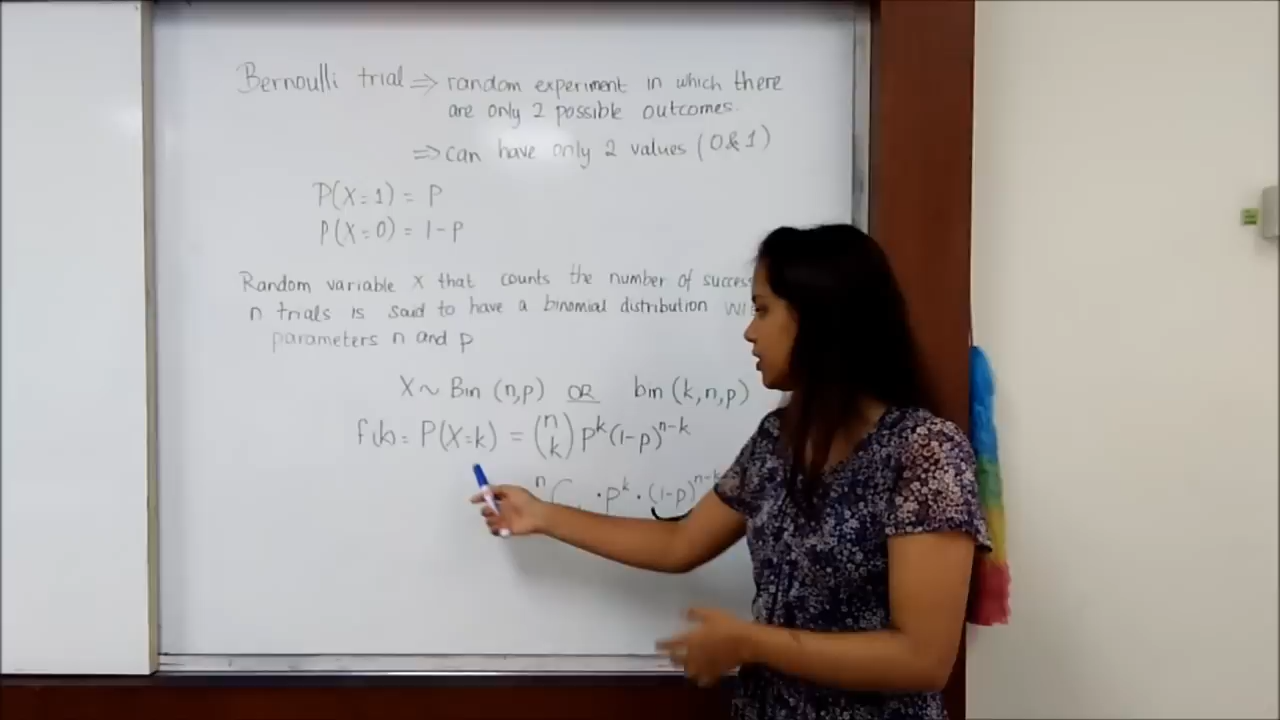 Bernoulli trial ⇒ random experiment in which there
are only 2 possible outcomes.
⇒ can have only 2 values (0&1)
P(X=1) = P
P(X=0) = 1-P
Random variable X that counts the number of success
n trials is said to have a binomial distribution
parameters n and p
X ~ Bin (n,p) OR bin (k,n,p)
f(k) = P(X=k) = (n k) p^k (1-p)^n-k
n C · p^k · (1-p)^n-k